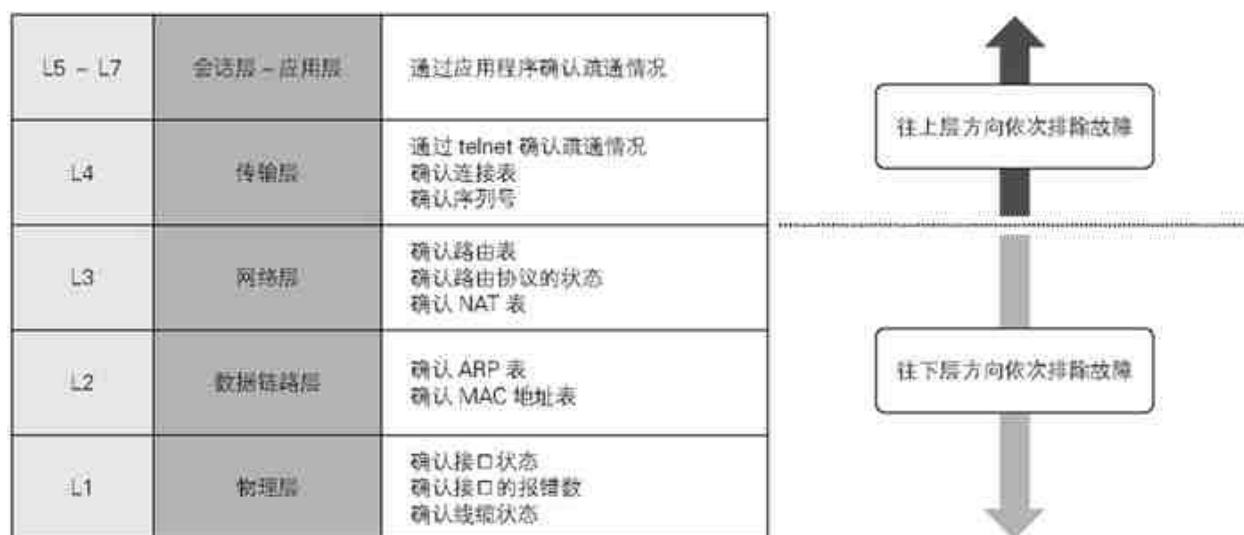 L5 ~ L7
会话层 ~ 应用层
通过应用程序确认疏通情况
L4
传输层
通过 telnet 确认疏通情况
确认连接表
确认序列号
L3
网络层
确认路由表
确认路由协议的状态
确认 NAT 表
L2
数据链路层
确认 ARP 表
确认 MAC 地址表
L1
物理层
确认接口状态
确认接口的报错数
确认线缆状态
往上层方向依次排除故障
往下层方向依次排除故障